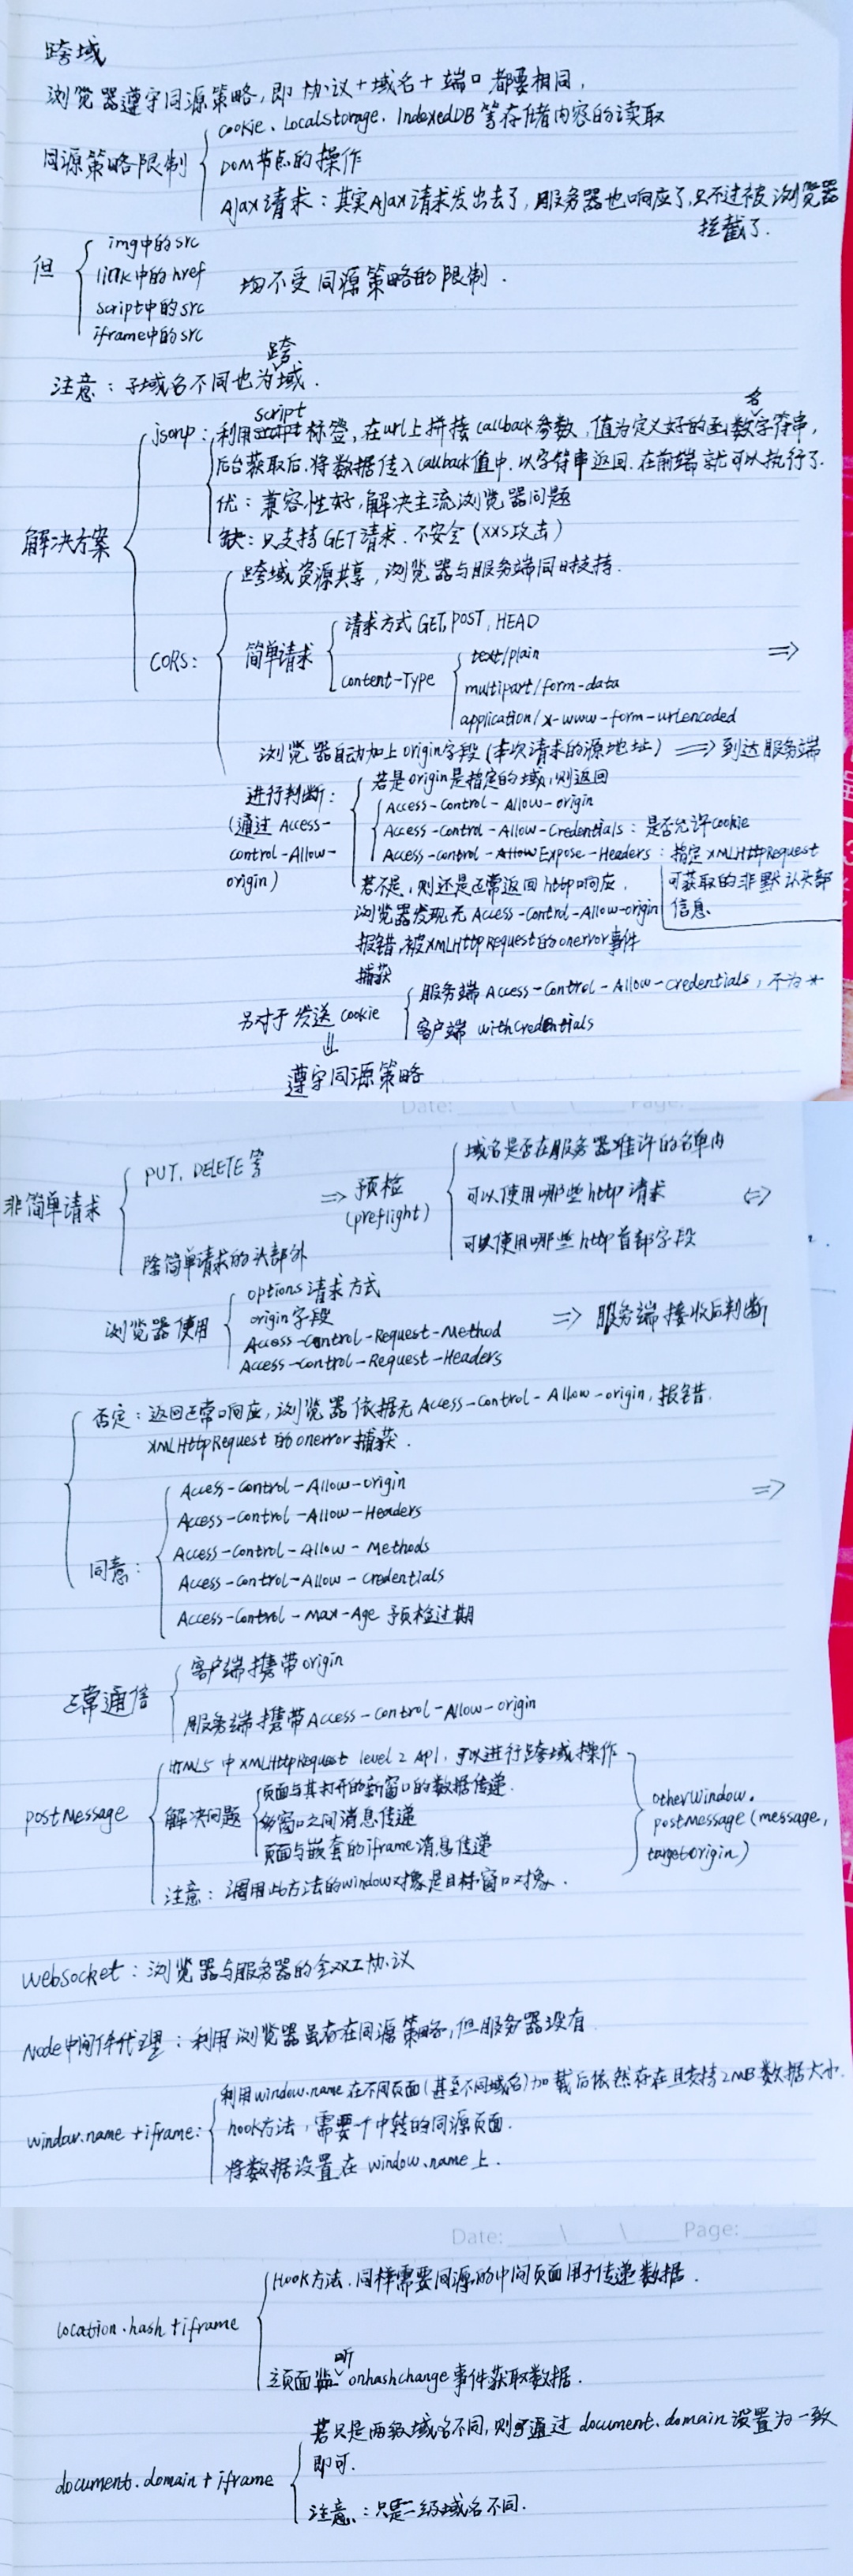 跨域
浏览器遵守同源策略,即 协议+域名+端口 都要相同,
同源策略限制
cookie、Localstorage、IndexedDB 等存储内容的读取
DOM节点的操作
Ajax请求:其实Ajax请求发出去了,服务器也响应了,只不过被浏览器
拦截了.
但
img中的src
link中的href
script中的src
iframe中的src
均不受同源策略的限制.
注意:子域名不同也为跨域.
解决方案
jsonp:利用script标签,在url上拼接callback参数,值为定义好的函数名字符串,
后台获取后,将数据传入callback值中,以字符串返回,在前端就可以执行了.
优:兼容性好,解决主流浏览器问题
缺:只支持GET请求.不安全(xxs攻击)
CORS:
跨域资源共享,浏览器与服务端同时支持.
简单请求
请求方式GET,POST,HEAD
content-Type
text/plain
multipart/form-data
application/x-www-form-urlencoded
⇒
浏览器自动加上origin字段(本次请求的源地址)⇒到达服务端
进行判断:
(通过Access-
control-Allow-
origin)
若是origin是指定的域,则返回
Access-control-Allow-origin
Access-control-Allow-Credentials:是否允许cookie
Access-control-Expose-Headers:指定XMLHttpRequest
可获取的非默认头部
信息.
若不是,则还是正常返回http响应,
浏览器发现无Access-Control-Allow-origin
报错,被XMLHttpRequest的onerror事件
捕获
另对于发送cookie
服务端Access-Control-Allow-credentials,不为*
客户端 withCredentials
⇓
遵守同源策略
Date: Page:
非简单请求
PUT、DELETE等
除简单请求的头部外
⇒预检
(preflight)
域名是否在服务器准许的名单内
可以使用哪些http请求
可以使用哪些http首部字段
⇒
浏览器使用
options请求方式
origin字段
Access-control-Request-Method
Access-control-Request-Headers
⇒ 服务端接收后判断
否定:返回正常响应,浏览器依据无Access-Control-Allow-origin,报错.
XMLHttpRequest的onerror捕获.
同意:
Access-control-Allow-origin
Access-control-Allow-Headers
Access-control-Allow-Methods
Access-control-Allow-credentials
Access-control-Max-Age 预检过期
⇒
正常通信
客户端携带origin
服务端携带Access-Control-Allow-origin
postMessage
HTML5中XMLHttpRequest level 2 API,可以进行跨域操作
解决问题
页面与其打开的新窗口的数据传递.
多窗口之间消息传递
页面与嵌套的iframe消息传递
注意:调用此方法的window对像是目标窗口对象.
otherWindow.
postMessage(message,
targetorigin)
websocket:浏览器与服务器的全双工协议
Node中间件代理:利用浏览器虽存在同源策略,但服务器没有
window.name+iframe:
利用window.name在不同页面(甚至不同域名)加载后依然存在且支持2MB数据大小.
hook方法,需要一个中转的同源页面.
将数据设置在window.name上.
Date: Page:
location.hash+iframe
Hook方法,同样需要同源的中间页面用于传递数据.
主页面监听onhashchange事件获取数据.
document.domain+iframe
若只是两级域名不同,则可通过document.domain设置为一致
即可.
注意:只是二级域名不同.